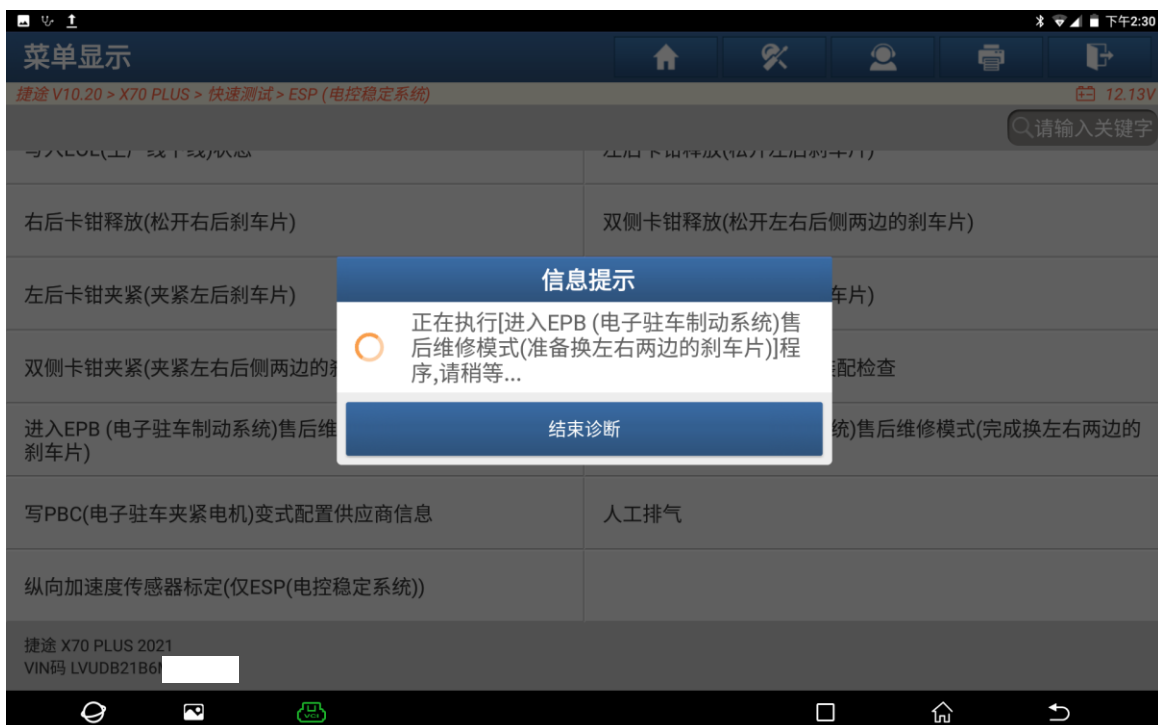 下午2:30
菜单显示
捷途 V10.20 > X70 PLUS > 快速测试 > ESP (电控稳定系统)
12.13V
请输入关键字
右后卡钳释放(松开右后刹车片)
双侧卡钳释放(松开左右后侧两边的刹车片)
左后卡钳夹紧(夹紧左后刹车片)
车片)
信息提示
正在执行[进入EPB (电子驻车制动系统)售
后维修模式(准备换左右两边的刹车片)]程
序,请稍等...
结束诊断
双侧卡钳夹紧(夹紧左右后侧两边的
配检查
进入EPB (电子驻车制动系统)售后维
刹车片)
统)售后维修模式(完成换左右两边的
写PBC(电子驻车夹紧电机)变式配置供应商信息
人工排气
纵向加速度传感器标定(仅ESP(电控稳定系统))
捷途 X70 PLUS 2021
VIN码 LVUDB21B6
VCI